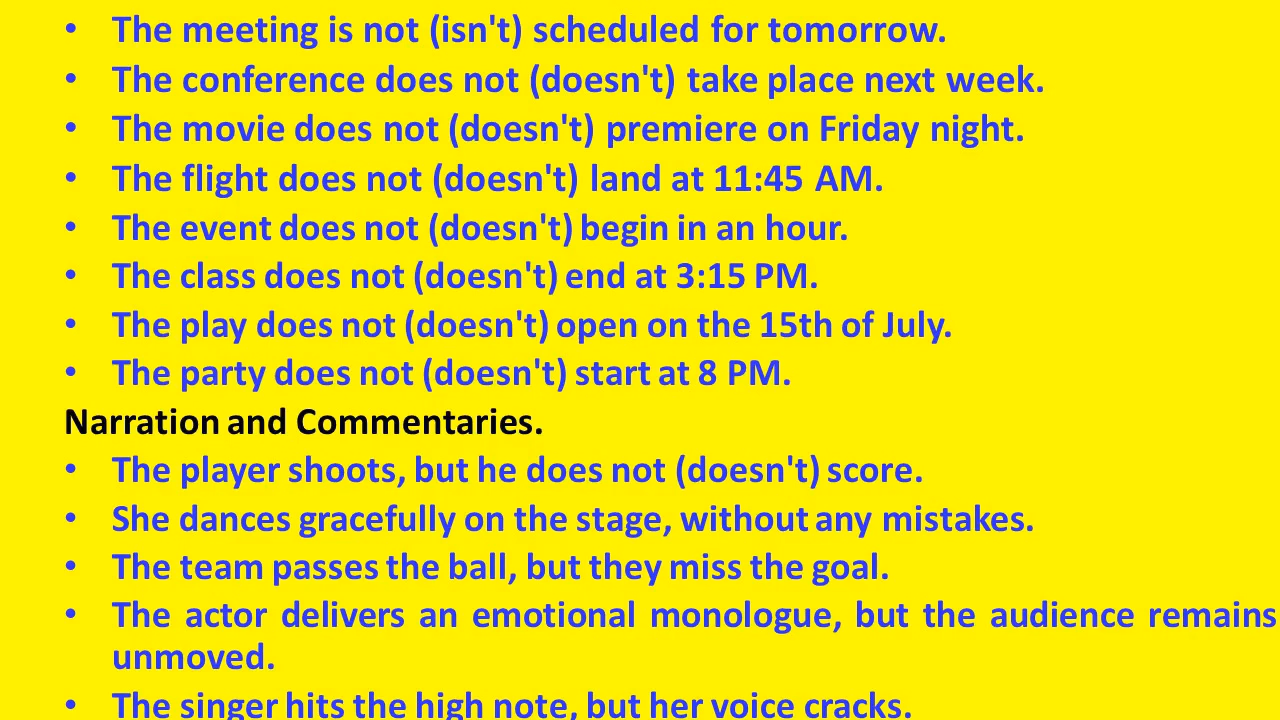 • The meeting is not (isn't) scheduled for tomorrow.
• The conference does not (doesn't) take place next week.
• The movie does not (doesn't) premiere on Friday night.
• The flight does not (doesn't) land at 11:45 AM.
• The event does not (doesn't) begin in an hour.
• The class does not (doesn't) end at 3:15 PM.
• The play does not (doesn't) open on the 15th of July.
• The party does not (doesn't) start at 8 PM.
Narration and Commentaries.
• The player shoots, but he does not (doesn't) score.
• She dances gracefully on the stage, without any mistakes.
• The team passes the ball, but they miss the goal.
• The actor delivers an emotional monologue, but the audience remains
unmoved.
• The singer hits the high note, but her voice cracks.